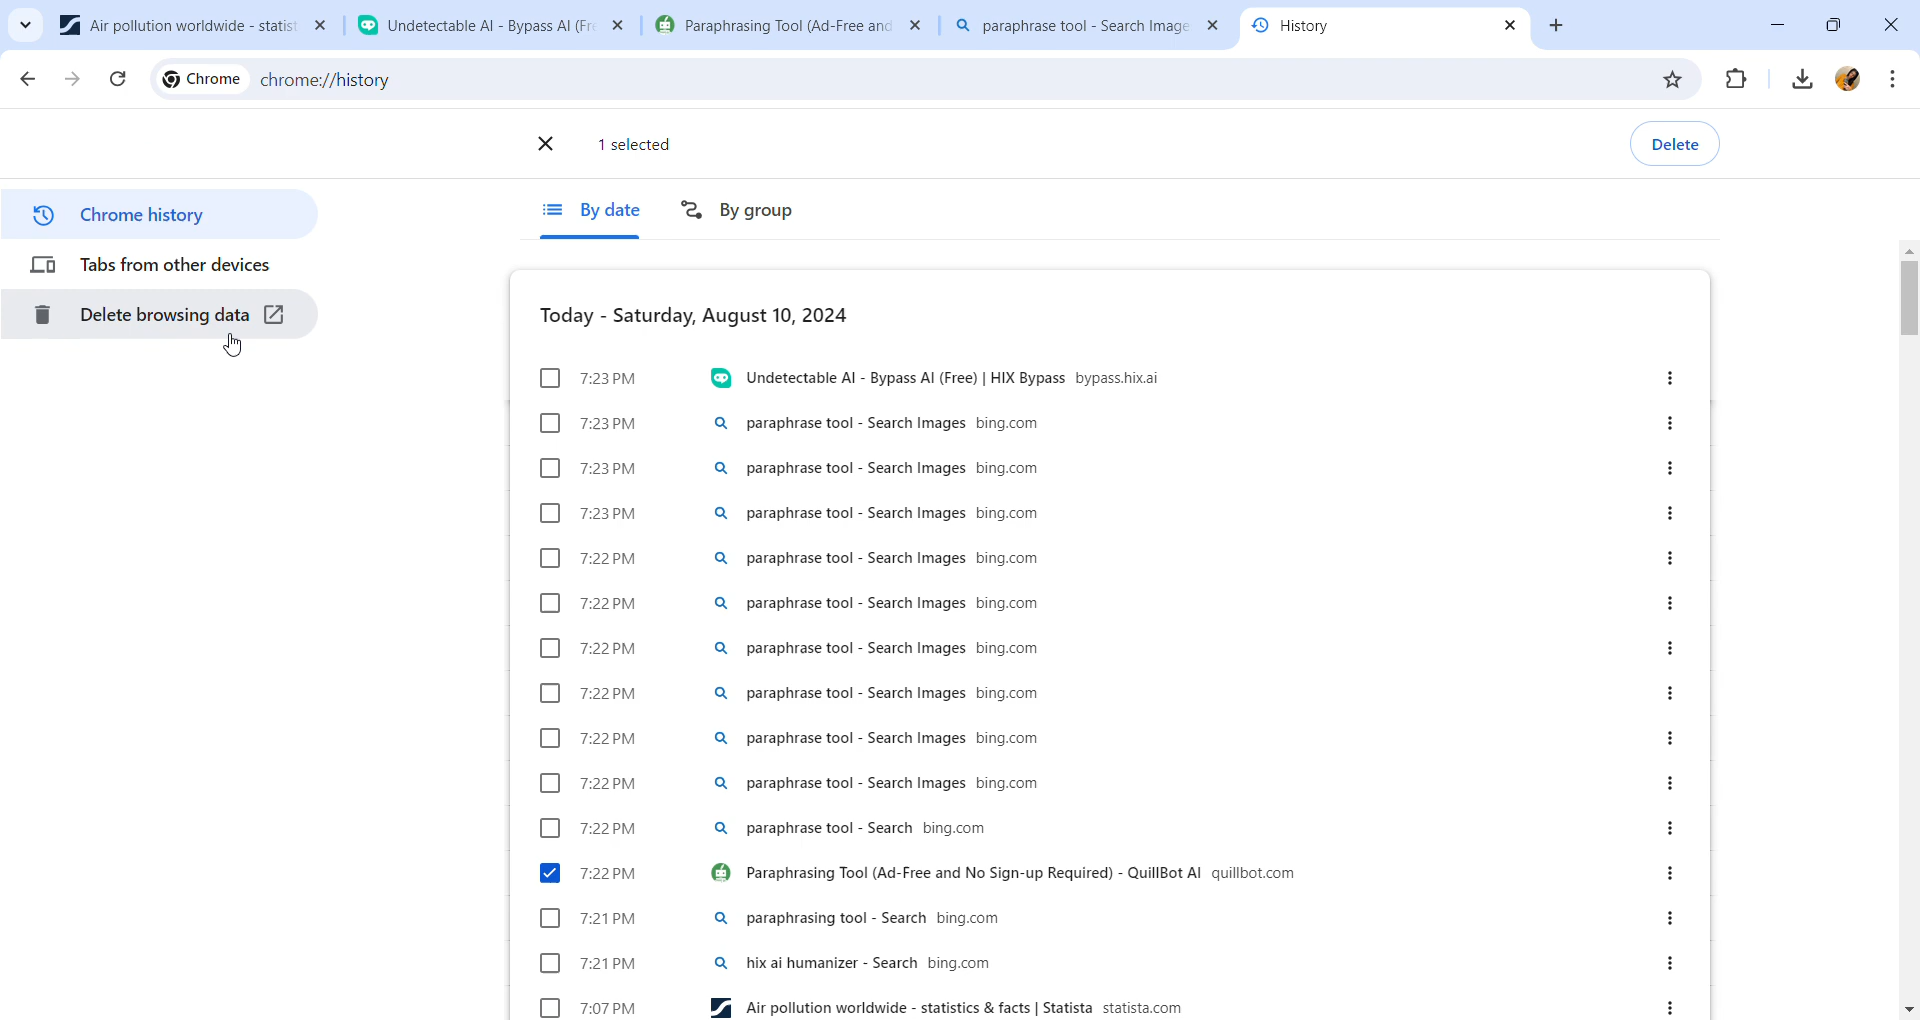 Air pollution worldwide - statist
Undetectable AI - Bypass AI (Fre
Paraphrasing Tool (Ad-Free and
paraphrase tool - Search Image
History
Chrome chrome://history
1 selected
Delete
Chrome history
Tabs from other devices
Delete browsing data
By date By group
Today - Saturday, August 10, 2024
7:23 PM Undetectable AI - Bypass AI (Free) | HIX Bypass bypass.hix.ai
7:23 PM paraphrase tool - Search Images bing.com
7:23 PM paraphrase tool - Search Images bing.com
7:23 PM paraphrase tool - Search Images bing.com
7:22 PM paraphrase tool - Search Images bing.com
7:22 PM paraphrase tool - Search Images bing.com
7:22 PM paraphrase tool - Search Images bing.com
7:22 PM paraphrase tool - Search Images bing.com
7:22 PM paraphrase tool - Search Images bing.com
7:22 PM paraphrase tool - Search Images bing.com
7:22 PM paraphrase tool - Search bing.com
7:22 PM Paraphrasing Tool (Ad-Free and No Sign-up Required) - QuillBot AI quillbot.com
7:21 PM paraphrasing tool - Search bing.com
7:21 PM hix ai humanizer - Search bing.com
7:07 PM Air pollution worldwide - statistics & facts | Statista statista.com